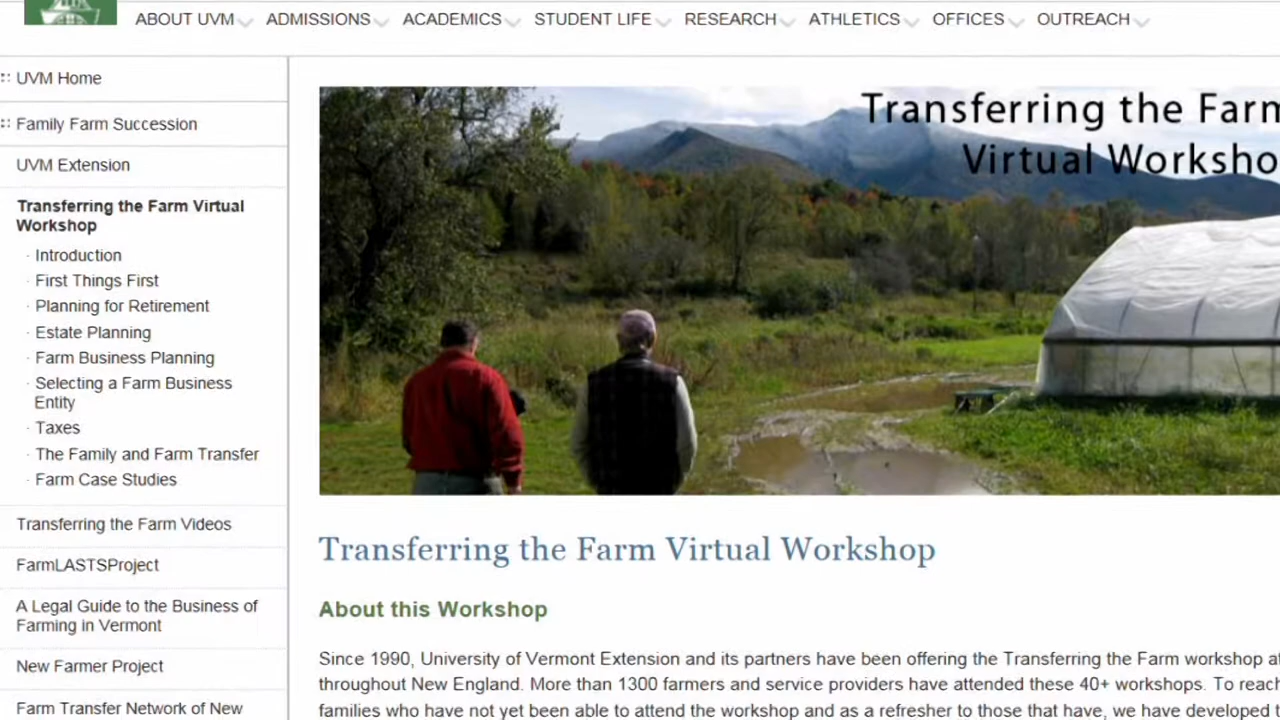 ABOUT UVM ADMISSIONS ACADEMICS STUDENT LIFE RESEARCH ATHLETICS OFFICES OUTREACH
UVM Home
Family Farm Succession
UVM Extension
Transferring the Farm Virtual
Workshop
· Introduction
· First Things First
· Planning for Retirement
· Estate Planning
· Farm Business Planning
· Selecting a Farm Business
Entity
· Taxes
· The Family and Farm Transfer
· Farm Case Studies
Transferring the Farm Videos
FarmLASTSProject
A Legal Guide to the Business of
Farming in Vermont
New Farmer Project
Farm Transfer Network of New
Transferring the Farm
Virtual Worksho
Transferring the Farm Virtual Workshop
About this Workshop
Since 1990, University of Vermont Extension and its partners have been offering the Transferring the Farm workshop at
throughout New England. More than 1300 farmers and service providers have attended these 40+ workshops. To reach
families who have not yet been able to attend the workshop and as a refresher to those that have, we have developed t